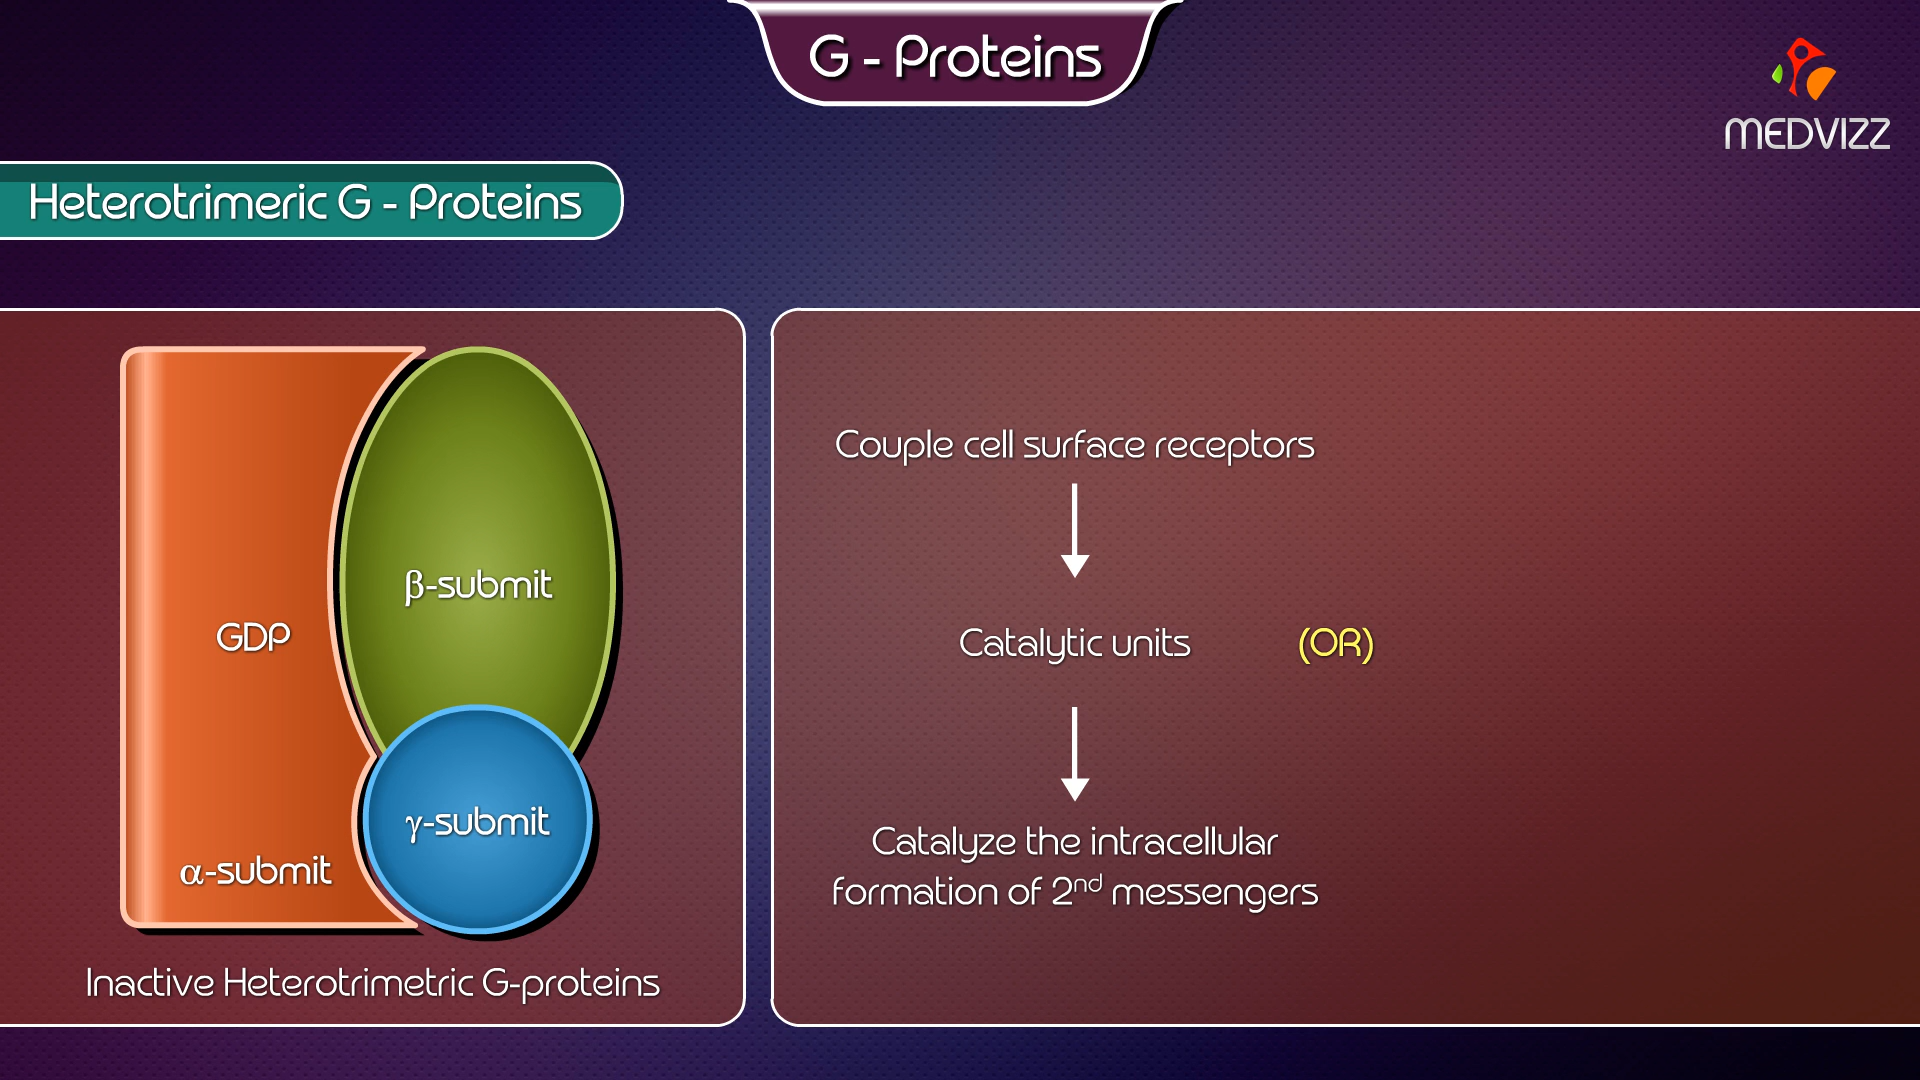 G - Proteins
MEDVIZZ
Heterotrimeric G - Proteins
GDP
β-submit
γ-submit
α-submit
Inactive Heterotrimetric G-proteins
Couple cell surface receptors
Catalytic units
(OR)
Catalyze the intracellular
formation of 2nd messengers